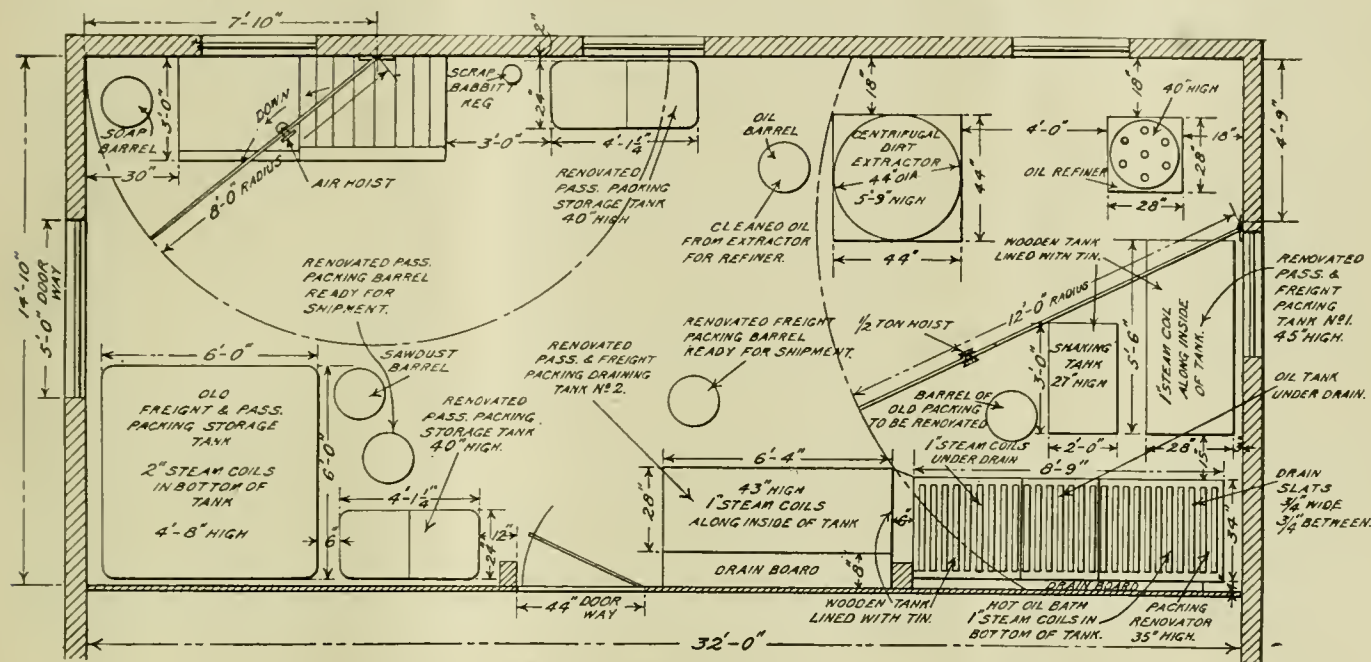 7'-10"
2"
SOAP
BARREL
3'-0"
DOWN
30"
8'-0" RADIUS
AIR HOIST
SCRAP
BABBITT
KEG
24"
3'-0"
4'-1¼"
RENOVATED
PASS. PACKING
STORAGE TANK
40" HIGH
OIL
BARREL
CLEANED OIL
FROM EXTRACTOR
FOR REFINER.
18"
CENTRIFUGAL
DIRT
EXTRACTOR
44" DIA
5'-9" HIGH
44"
44"
4'-0"
18"
40" HIGH
18"
28"
OIL REFINER
28"
4'-9"
14'-10"
5'-0" DOOR
WAY
RENOVATED PASS.
PACKING BARREL
READY FOR
SHIPMENT.
6'-0"
OLD
FREIGHT & PASS.
PACKING STORAGE
TANK
2" STEAM COILS
IN BOTTOM OF
TANK
4'-8" HIGH
6'-0"
SAWDUST
BARREL
RENOVATED
PASS. PACKING
STORAGE TANK
40" HIGH.
6"
4'-1¼"
24"
12"
44" DOOR
WAY
RENOVATED
PASS. & FREIGHT
PACKING DRAINING
TANK Nº 2.
RENOVATED FREIGHT
PACKING BARREL
READY FOR SHIPMENT.
6'-4"
28"
43" HIGH
1" STEAM COILS
ALONG INSIDE OF TANK
DRAIN BOARD
8"
6"
½ TON HOIST
12'-0" RADIUS
WOODEN TANK
LINED WITH TIN.
3'-0"
SHAKING
TANK
27" HIGH
2'-0"
5'-6"
1" STEAM COIL
ALONG INSIDE
OF TANK.
28"
3"
15"
RENOVATED
PASS. &
FREIGHT
PACKING
TANK Nº 1.
45" HIGH.
OIL TANK
UNDER DRAIN.
BARREL OF
OLD PACKING
TO BE RENOVATED
1" STEAM COILS
UNDER DRAIN
8'-9"
DRAIN
SLATS
¾" WIDE
¾" BETWEEN.
34"
DRAIN BOARD
WOODEN TANK
LINED WITH TIN.
HOT OIL BATH
1" STEAM COILS IN
BOTTOM OF TANK.
PACKING
RENOVATOR
35" HIGH.
32'-0"